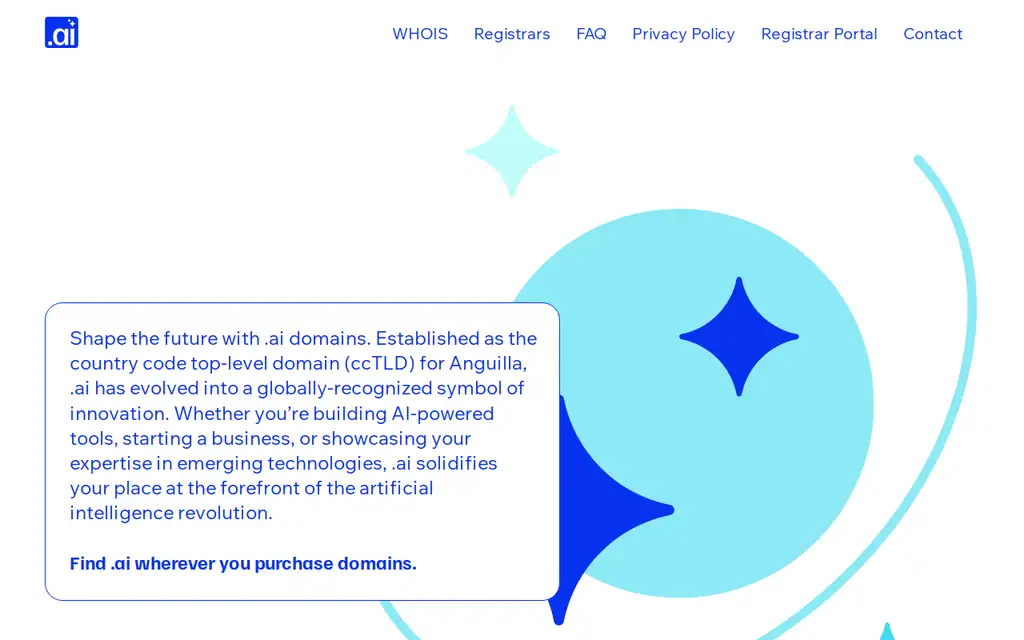 .ai
WHOIS Registrars FAQ Privacy Policy Registrar Portal Contact
Shape the future with .ai domains. Established as the
country code top-level domain (ccTLD) for Anguilla,
.ai has evolved into a globally-recognized symbol of
innovation. Whether you’re building AI-powered
tools, starting a business, or showcasing your
expertise in emerging technologies, .ai solidifies
your place at the forefront of the artificial
intelligence revolution.
Find .ai wherever you purchase domains.